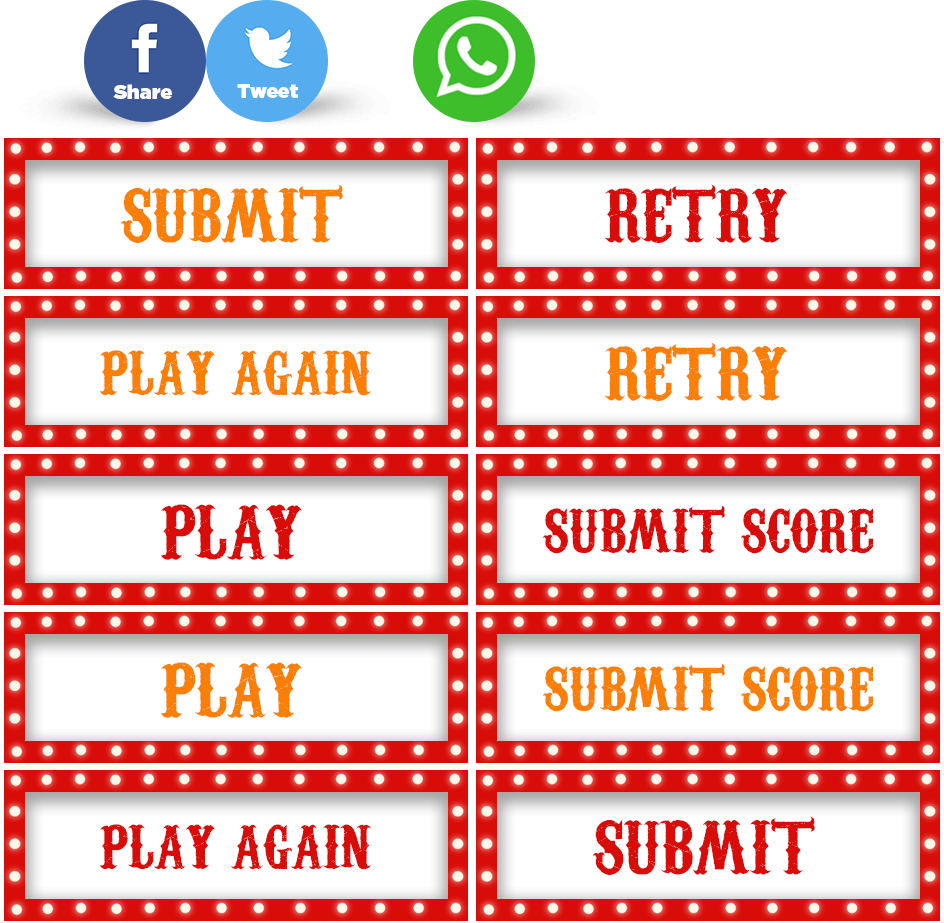 Share
Tweet
SUBMIT
RETRY
PLAY AGAIN
RETRY
PLAY
SUBMIT SCORE
PLAY
SUBMIT SCORE
PLAY AGAIN
SUBMIT